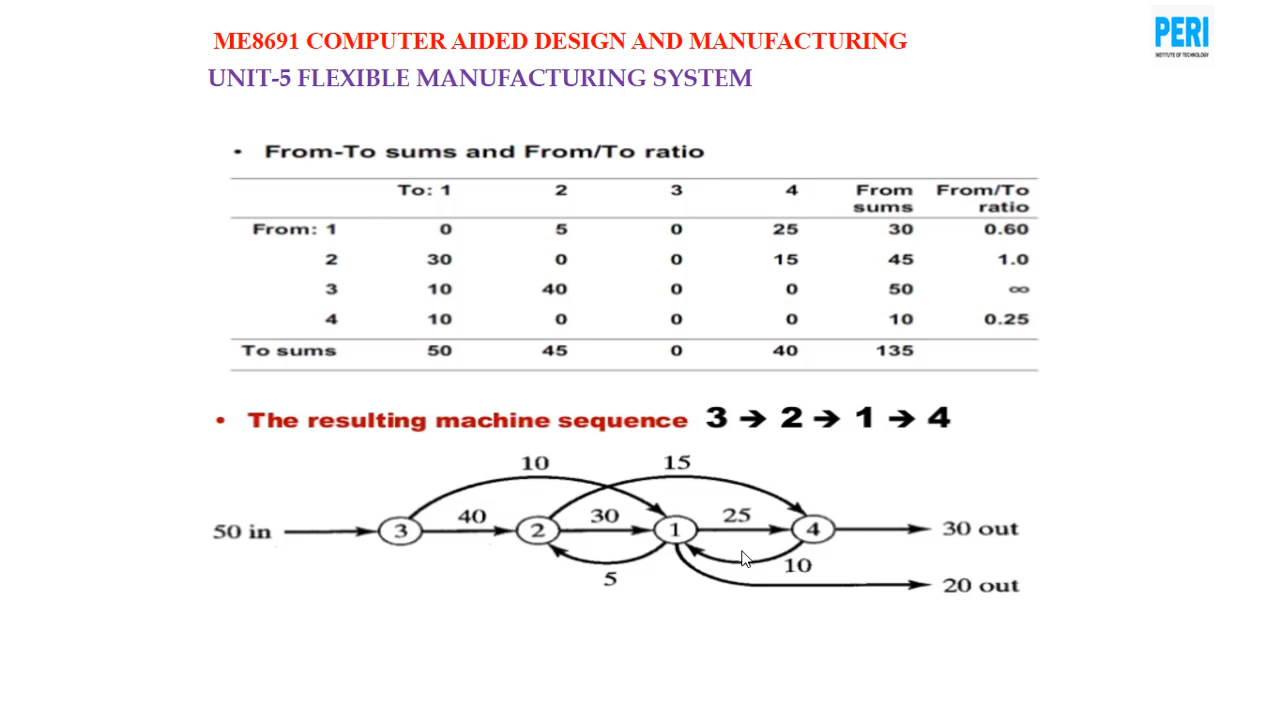 ME8691 COMPUTER AIDED DESIGN AND MANUFACTURING
PERI
INSTITUTE OF TECHNOLOGY
UNIT-5 FLEXIBLE MANUFACTURING SYSTEM
• From-To sums and From/To ratio
To: 1 2 3 4 From sums From/To ratio
From: 1 0 5 0 25 30 0.60
2 30 0 0 15 45 1.0
3 10 40 0 0 50 ∞
4 10 0 0 0 10 0.25
To sums 50 45 0 40 135
• The resulting machine sequence 3 → 2 → 1 → 4
10 15
40 30 25
50 in 3 2 1 4 30 out
5 10
20 out